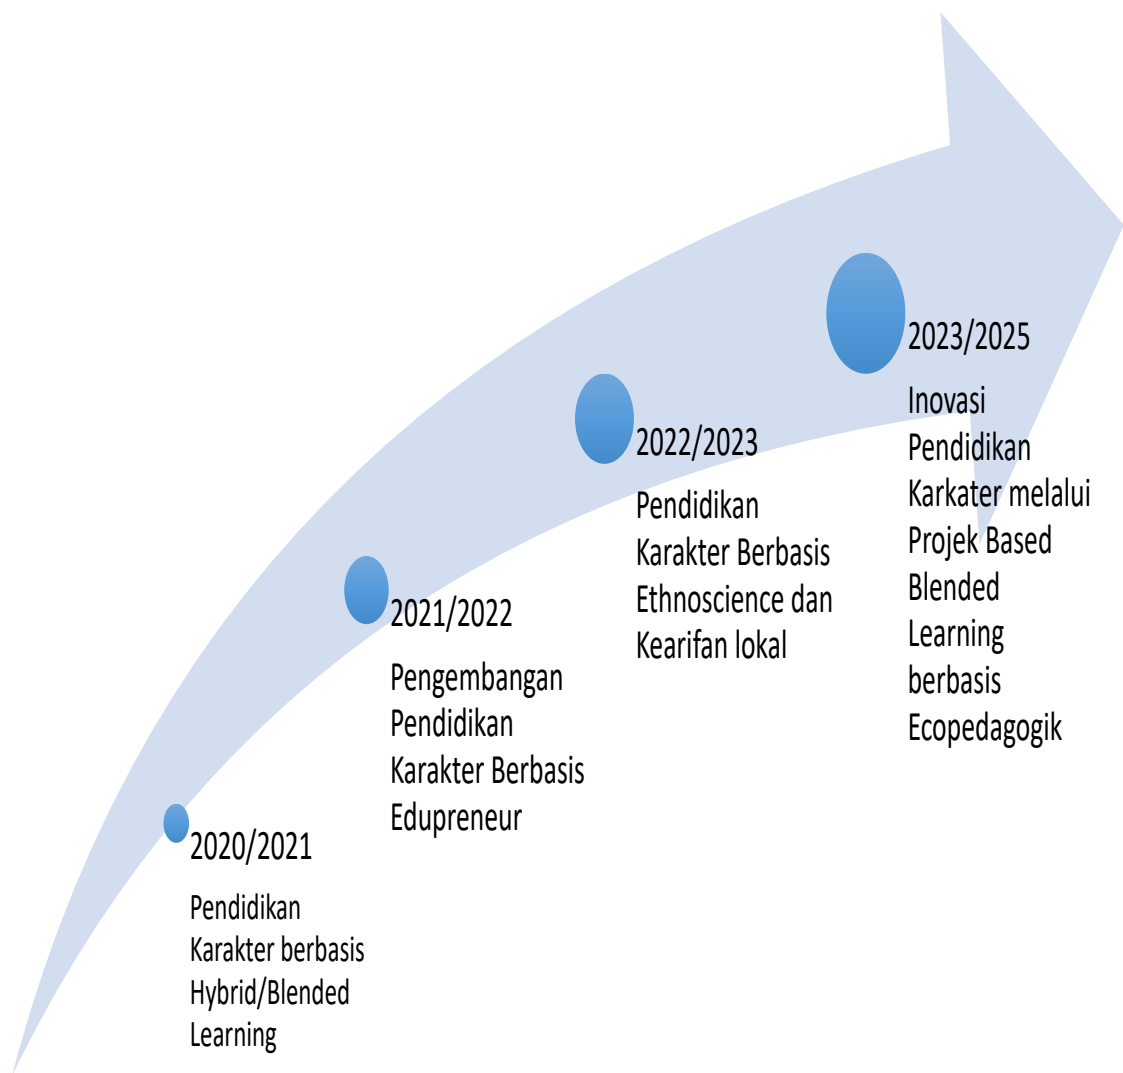 2020/2021
Pendidikan
Karakter berbasis
Hybrid/Blended
Learning
2021/2022
Pengembangan
Pendidikan
Karakter Berbasis
Edupreneur
2022/2023
Pendidikan
Karakter Berbasis
Ethnoscience dan
Kearifan lokal
2023/2025
Inovasi
Pendidikan
Karkater melalui
Projek Based
Blended
Learning
berbasis
Ecopedagogik